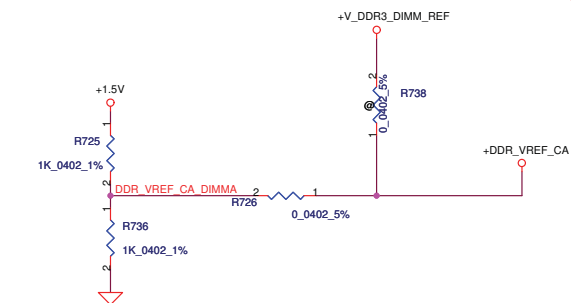 +V_DDR3_DIMM_REF
2
0_0402_5%
@
R738
1
+1.5V
1
R725
1K_0402_1%
2
+DDR_VREF_CA
DDR_VREF_CA_DIMMA
2
1
R726
0_0402_5%
1
R736
1K_0402_1%
2